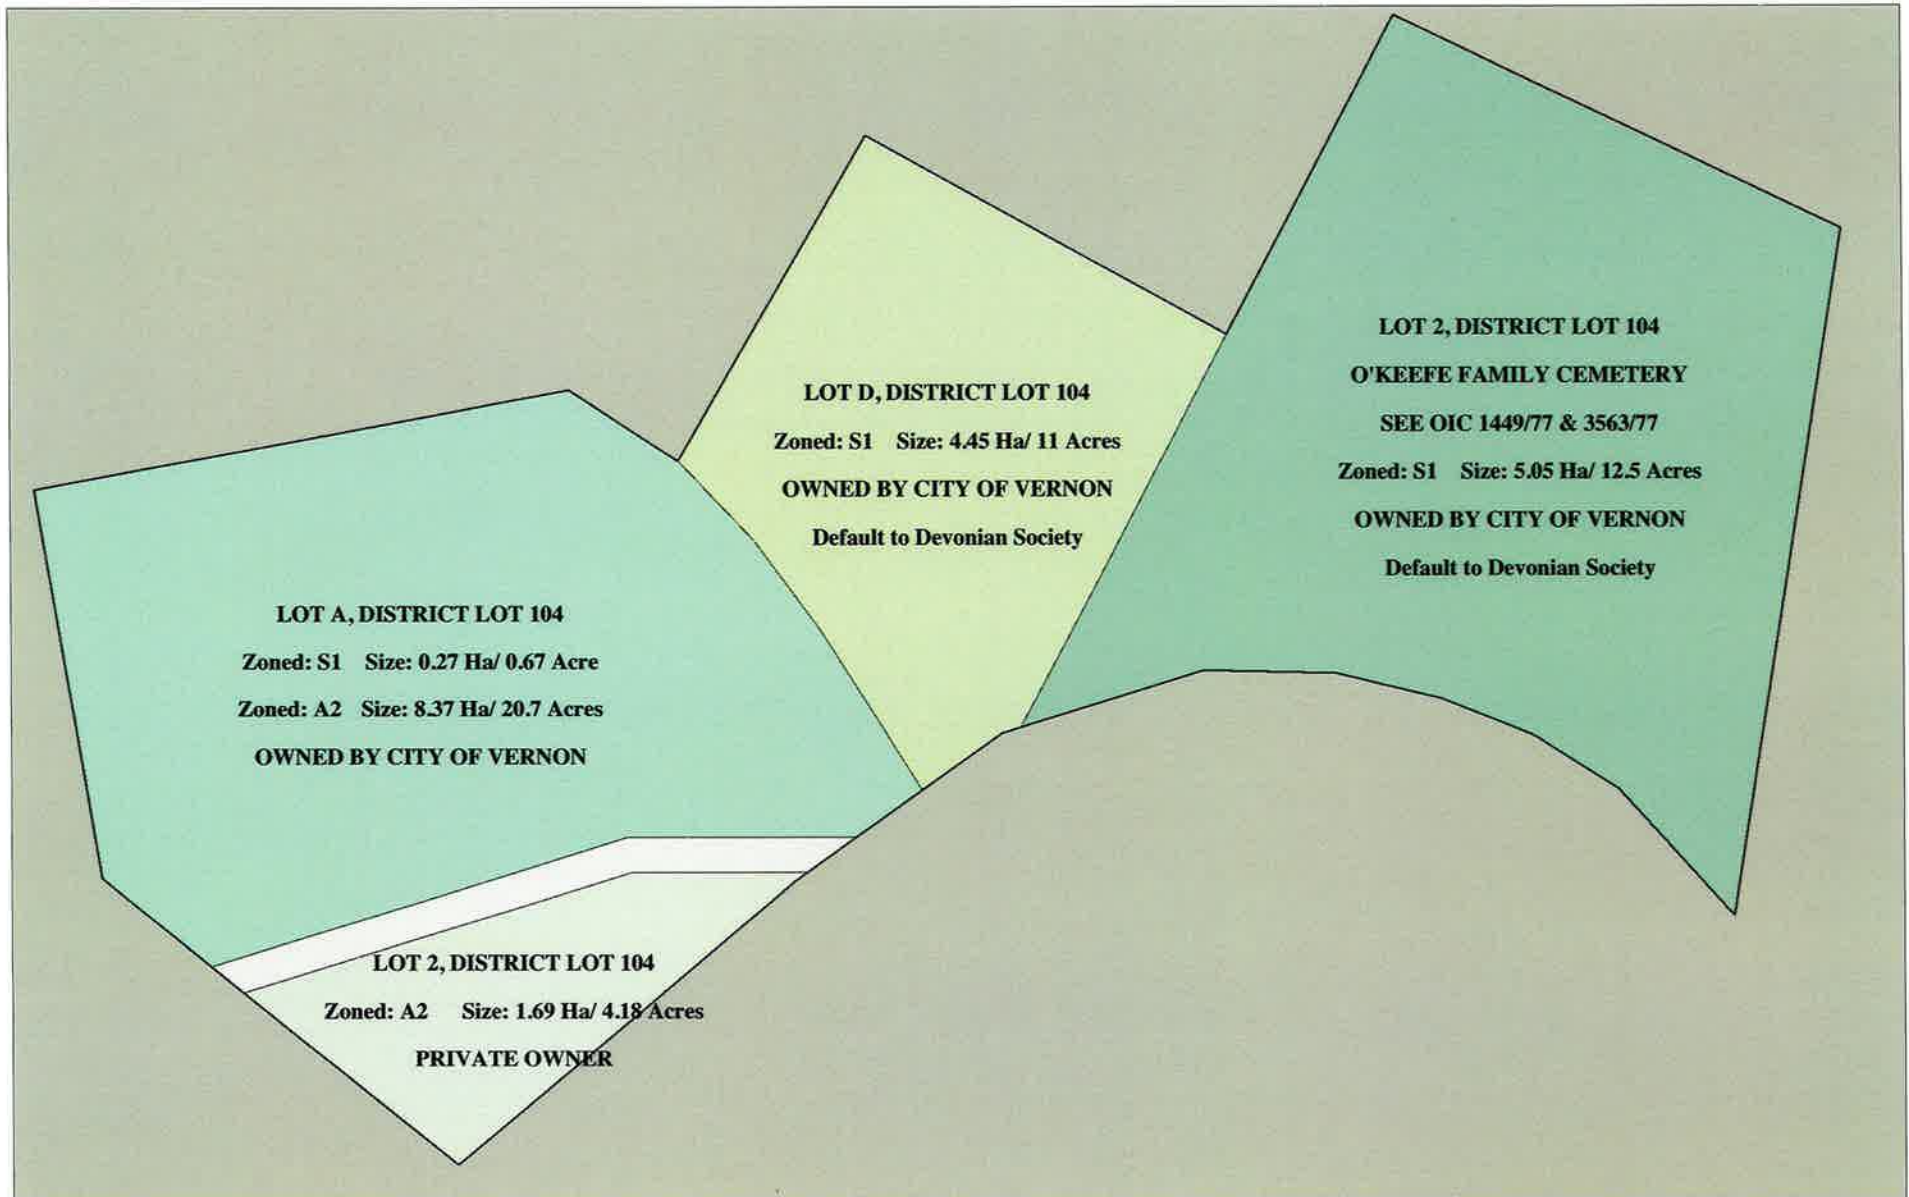 LOT 2, DISTRICT LOT 104
O'KEEFE FAMILY CEMETERY
SEE OIC 1449/77 & 3563/77
Zoned: S1 Size: 5.05 Ha/ 12.5 Acres
OWNED BY CITY OF VERNON
Default to Devonian Society
LOT D, DISTRICT LOT 104
Zoned: S1 Size: 4.45 Ha/ 11 Acres
OWNED BY CITY OF VERNON
Default to Devonian Society
LOT A, DISTRICT LOT 104
Zoned: S1 Size: 0.27 Ha/ 0.67 Acre
Zoned: A2 Size: 8.37 Ha/ 20.7 Acres
OWNED BY CITY OF VERNON
LOT 2, DISTRICT LOT 104
Zoned: A2 Size: 1.69 Ha/ 4.18 Acres
PRIVATE OWNER